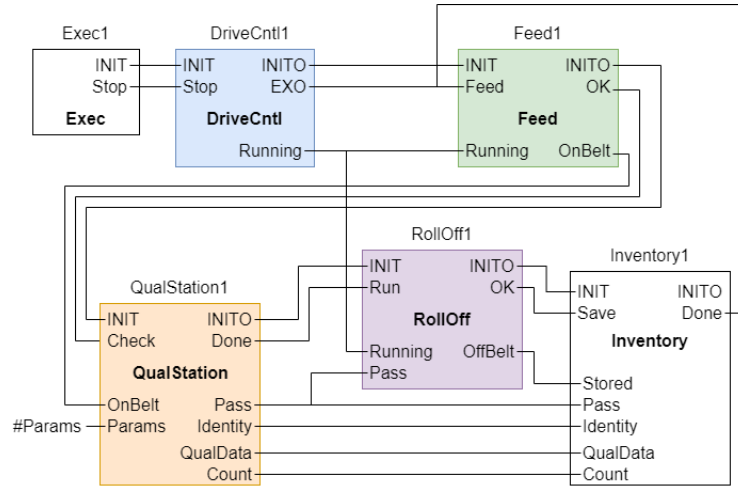 Exec1
INIT
Stop
Exec
DriveCntl1
INIT INITO
Stop EXO
DriveCntl
Running
Feed1
INIT INITO
Feed OK
Feed
Running OnBelt
QualStation1
INIT INITO
Check Done
QualStation
OnBelt Pass
#Params Params Identity
QualData
Count
RollOff1
INIT INITO
Run OK
RollOff
Running OffBelt
Pass
Inventory1
INIT INITO
Save Done
Inventory
Stored
Pass
Identity
QualData
Count